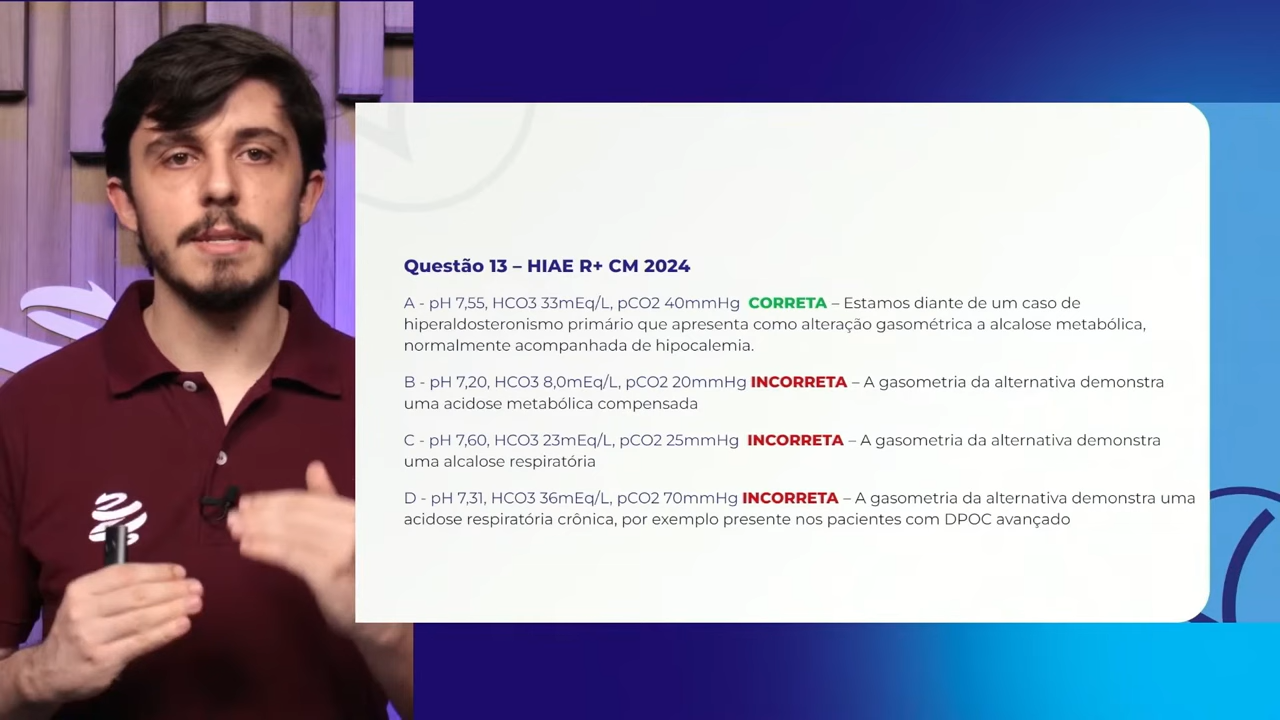 Questão 13 – HIAE R+ CM 2024
A - pH 7,55, HCO3 33mEq/L, pCO2 40mmHg CORRETA – Estamos diante de um caso de
hiperaldosteronismo primário que apresenta como alteração gasométrica a alcalose metabólica,
normalmente acompanhada de hipocalemia.
B - pH 7,20, HCO3 8,0mEq/L, pCO2 20mmHg INCORRETA – A gasometria da alternativa demonstra
uma acidose metabólica compensada
C - pH 7,60, HCO3 23mEq/L, pCO2 25mmHg INCORRETA – A gasometria da alternativa demonstra
uma alcalose respiratória
D - pH 7,31, HCO3 36mEq/L, pCO2 70mmHg INCORRETA – A gasometria da alternativa demonstra uma
acidose respiratória crônica, por exemplo presente nos pacientes com DPOC avançado